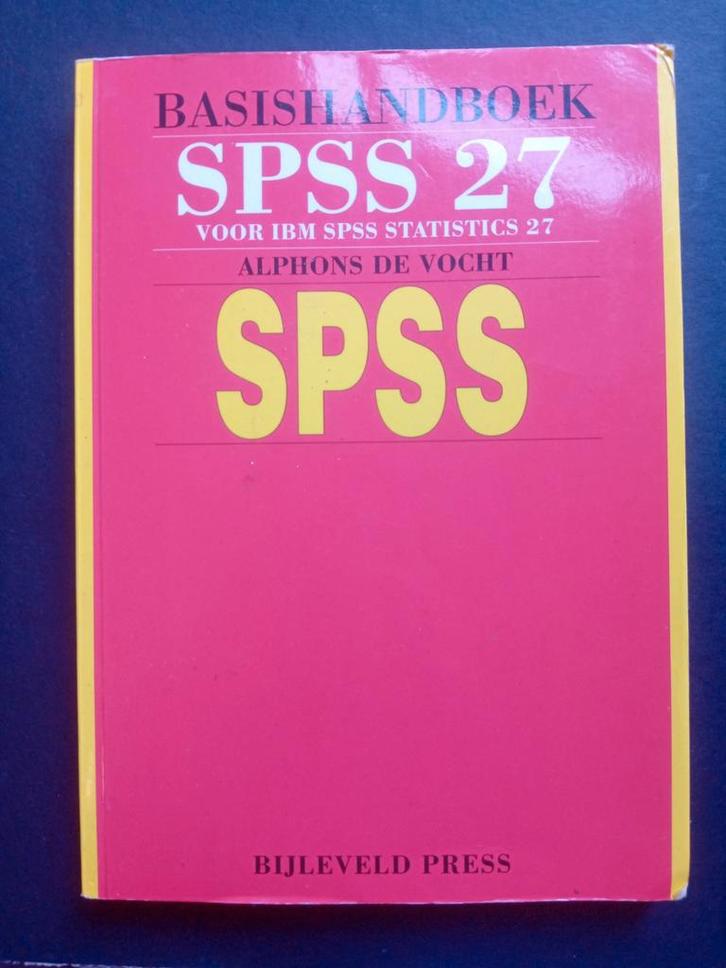 BASISHANDBOEK
SPSS 27
VOOR IBM SPSS STATISTICS 27
ALPHONS DE VOCHT
SPSS
BIJLEVELD PRESS